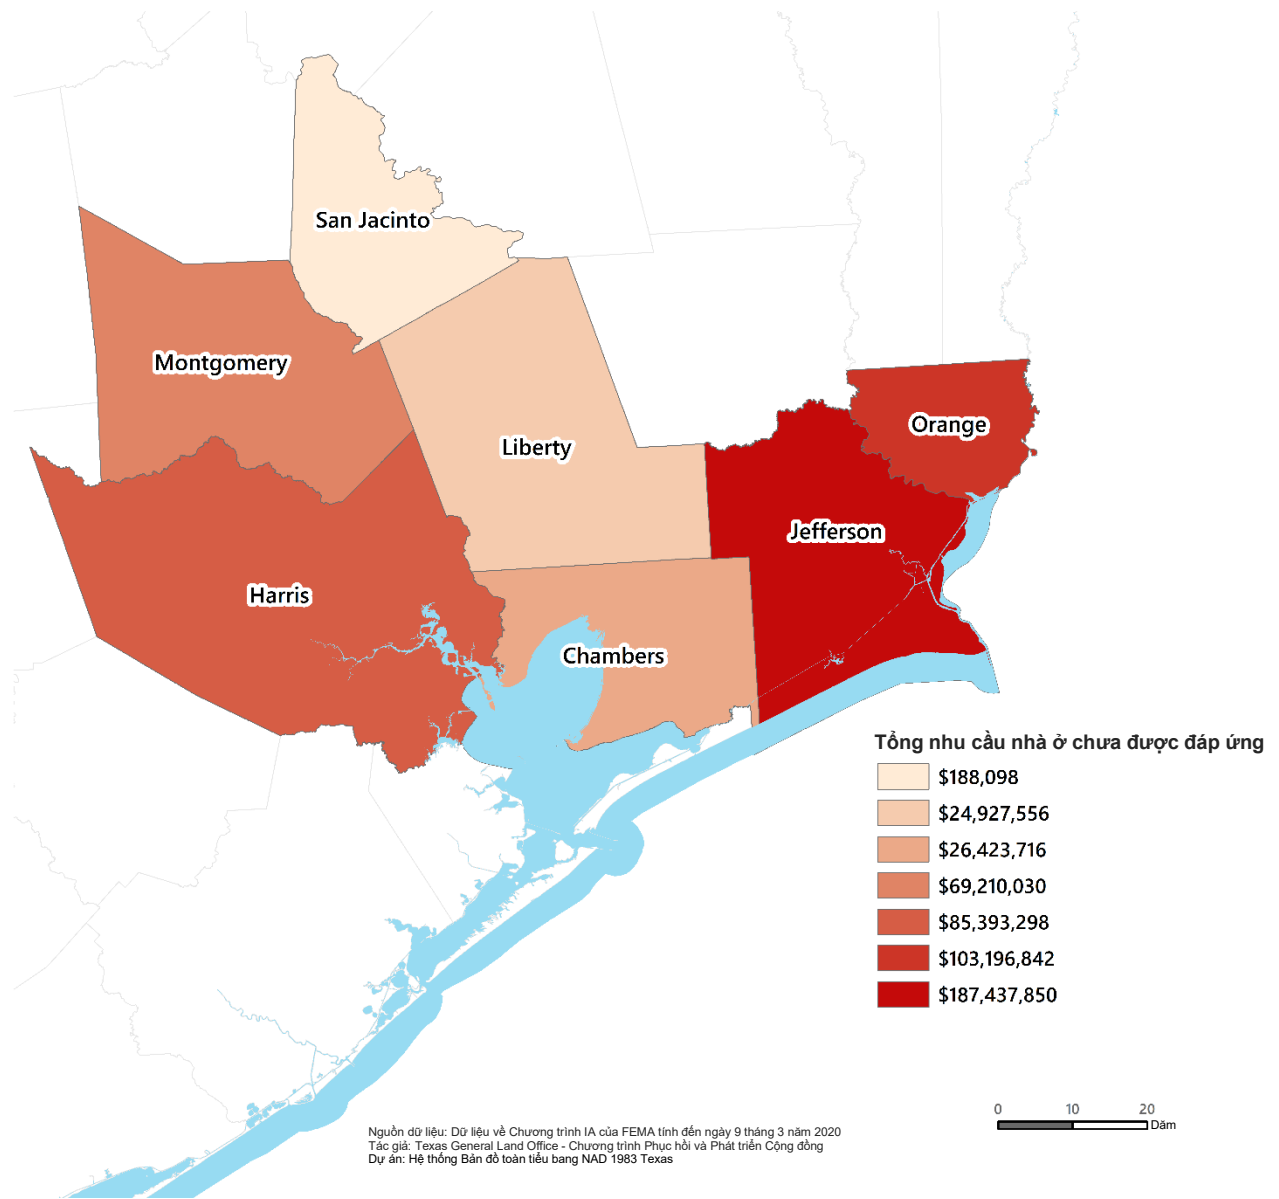 San Jacinto
Montgomery
Orange
Liberty
Jefferson
Harris
Chambers
Tổng nhu cầu nhà ở chưa được đáp ứng
$188,098
$24,927,556
$26,423,716
$69,210,030
$85,393,298
$103,196,842
$187,437,850
0 10 20
Dăm
Nguồn dữ liệu: Dữ liệu về Chương trình IA của FEMA tính đến ngày 9 tháng 3 năm 2020
Tác giả: Texas General Land Office - Chương trình Phục hồi và Phát triển Cộng đồng
Dự án: Hệ thống Bản đồ toàn tiểu bang NAD 1983 Texas